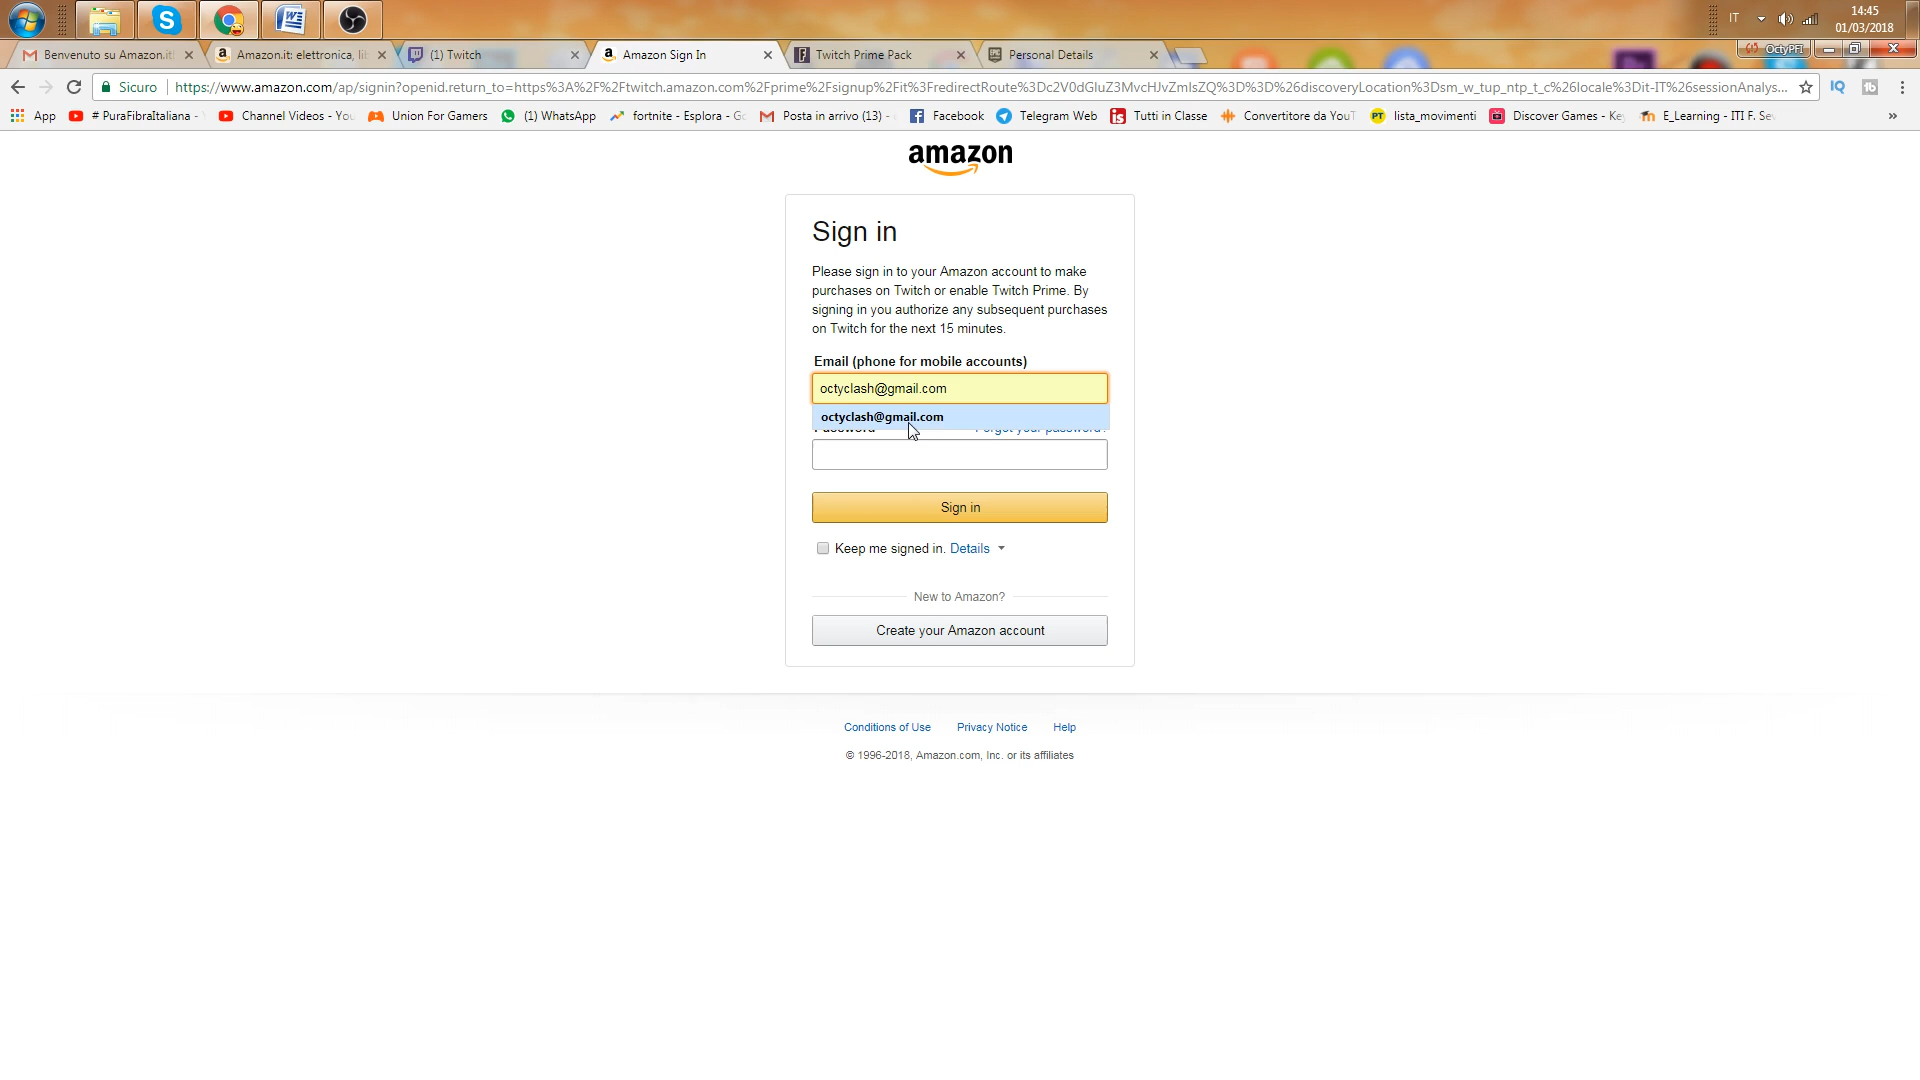 IT
14:45
01/03/2018
Benvenuto su Amazon.it
Amazon.it: elettronica, lib
(1) Twitch
Amazon Sign In
Twitch Prime Pack
Personal Details
OctyPFI
Sicuro
https://www.amazon.com/ap/signin?openid.return_to=https%3A%2F%2Ftwitch.amazon.com%2Fprime%2Fsignup%2Fit%3FredirectRoute%3Dc2V0dGluZ3MvcHJvZmlsZQ%3D%3D%26discoveryLocation%3Dsm_w_tup_ntp_t_c%26locale%3Dit-IT%26sessionAnalys...
App
# PuraFibraItaliana -
Channel Videos - You
Union For Gamers
(1) WhatsApp
fortnite - Esplora - Go
Posta in arrivo (13) -
Facebook
Telegram Web
Tutti in Classe
Convertitore da YouT
lista_movimenti
Discover Games - Key
E_Learning - ITI F. Se
amazon
Sign in
Please sign in to your Amazon account to make
purchases on Twitch or enable Twitch Prime. By
signing in you authorize any subsequent purchases
on Twitch for the next 15 minutes.
Email (phone for mobile accounts)
octyclash@gmail.com
octyclash@gmail.com
Password
Forgot your password?
Sign in
Keep me signed in. Details
New to Amazon?
Create your Amazon account
Conditions of Use
Privacy Notice
Help
© 1996-2018, Amazon.com, Inc. or its affiliates